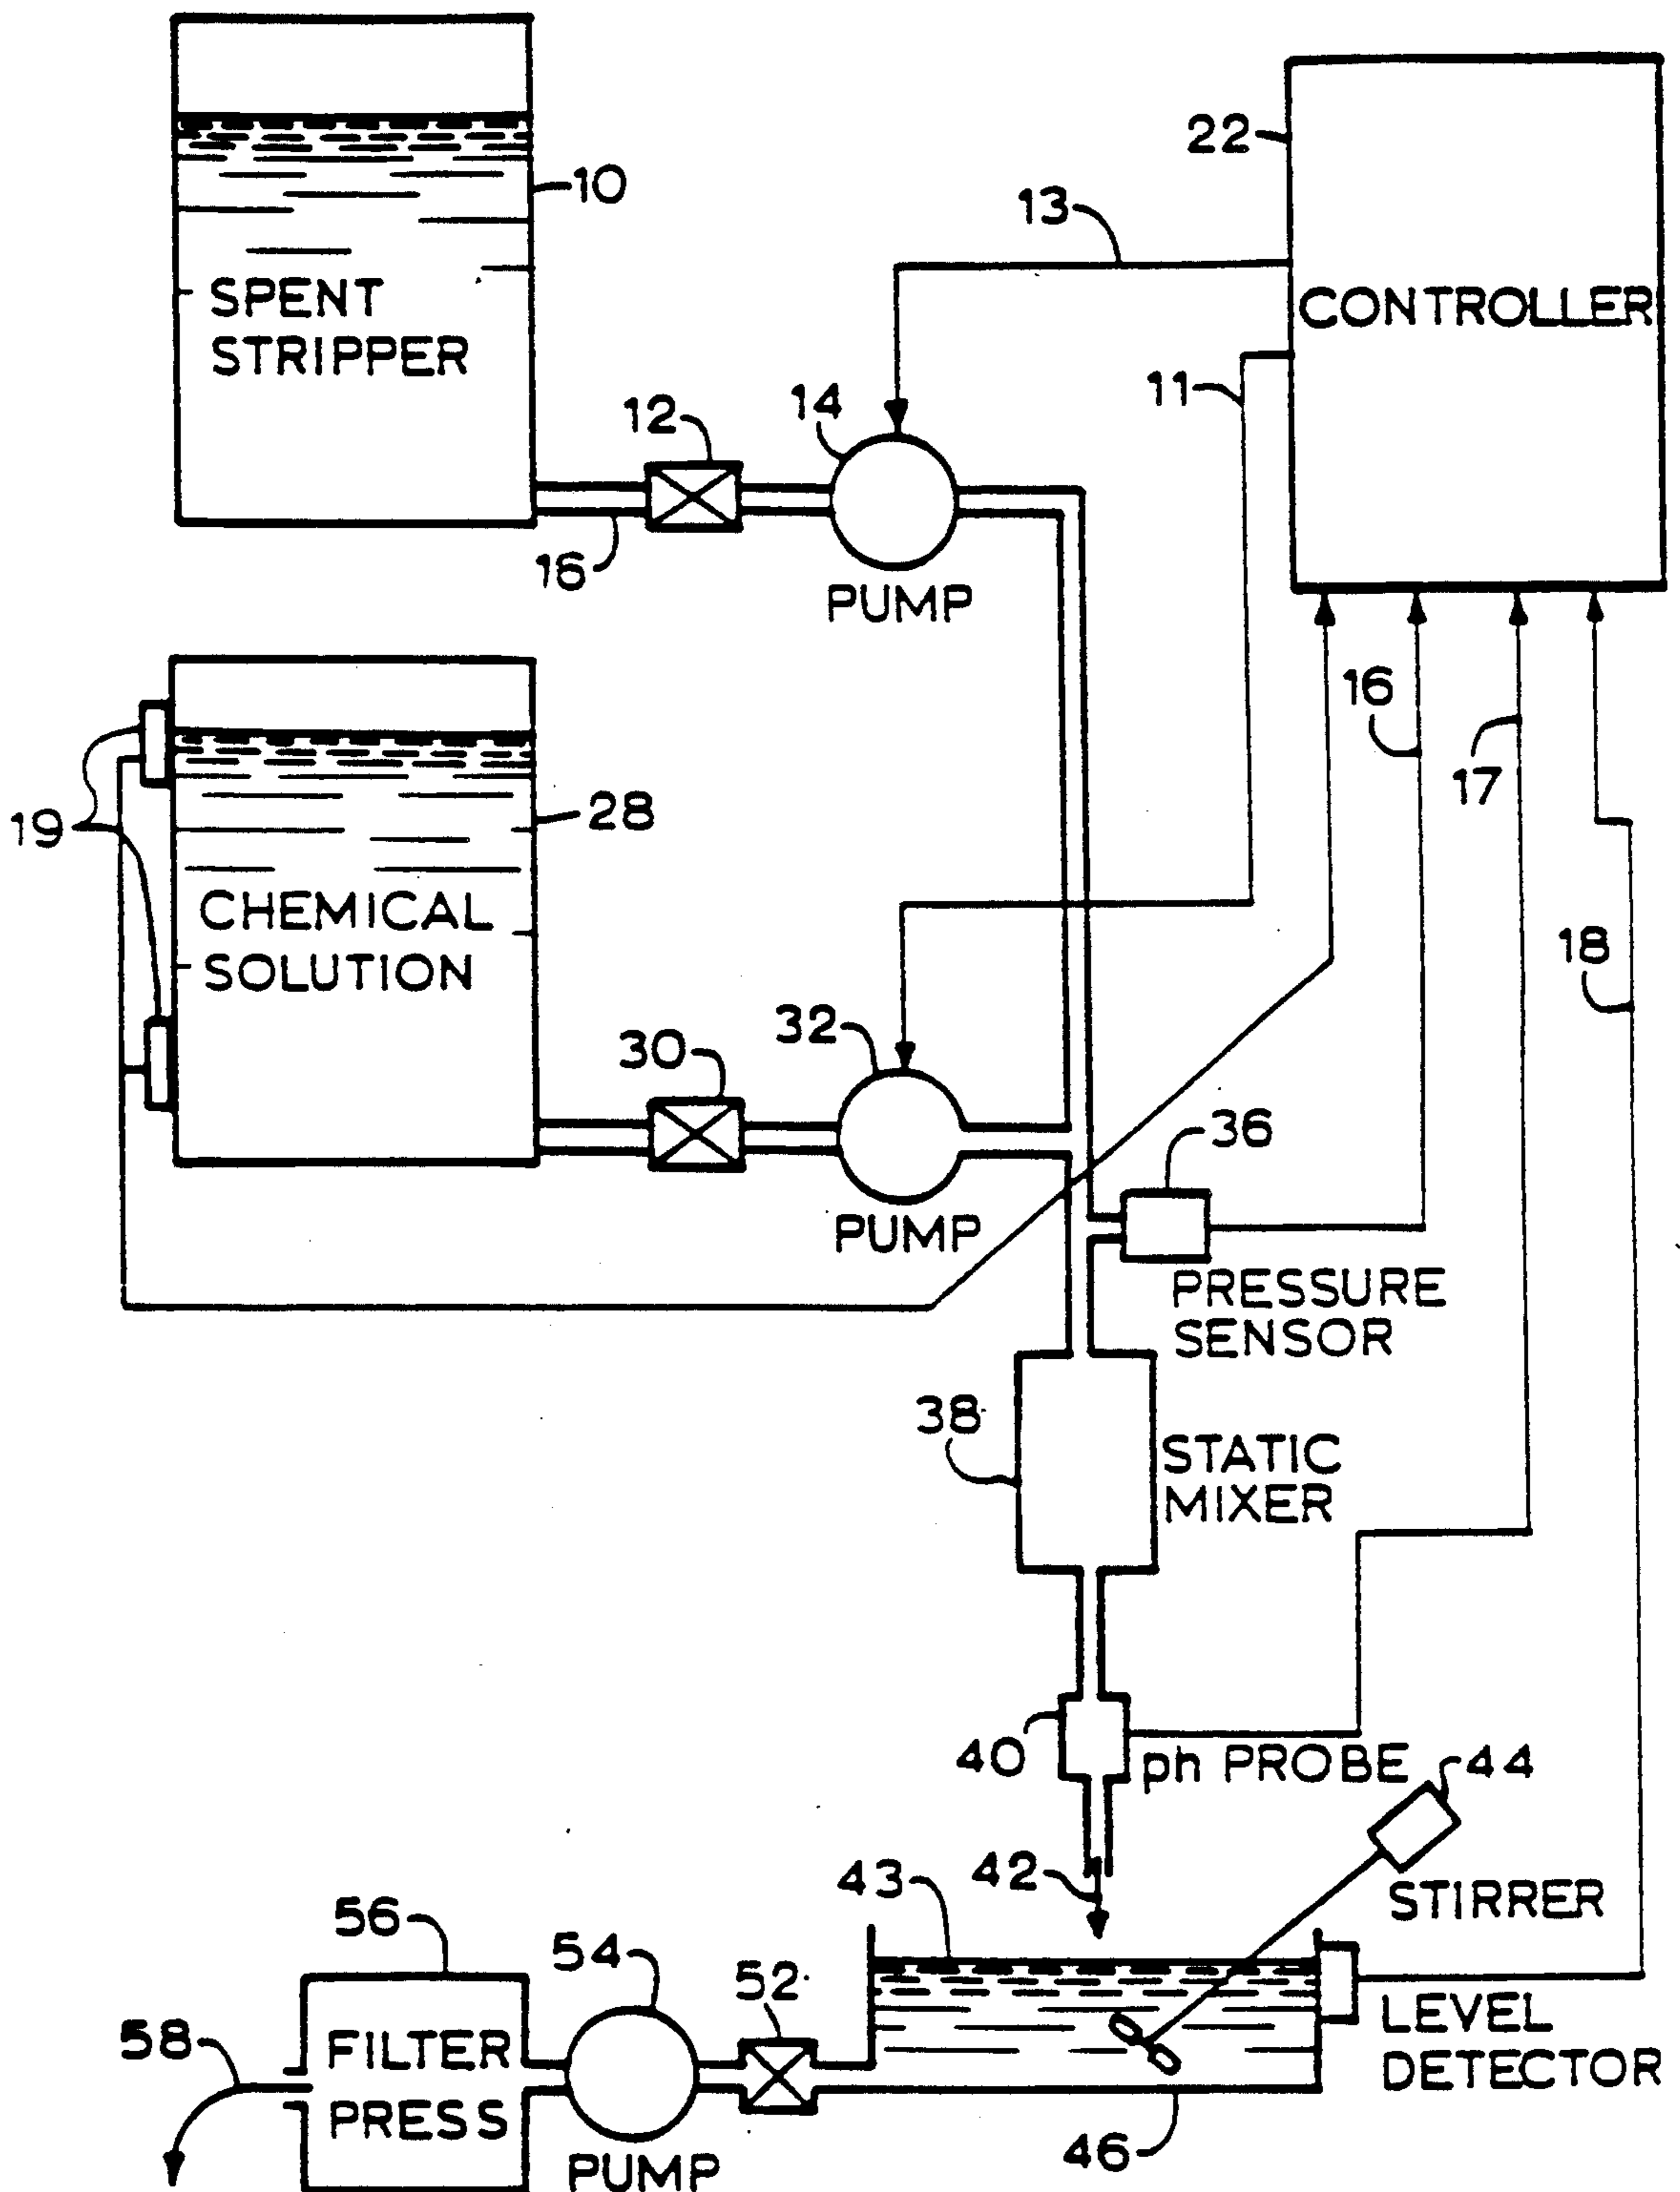 22
10
13
SPENT
STRIPPER
CONTROLLER
11
12
14
16
PUMP
16
17
19
28
CHEMICAL
SOLUTION
18
30
32
36
PUMP
PRESSURE
SENSOR
38
STATIC
MIXER
40
ph PROBE
44
42
43
STIRRER
56
54
52
LEVEL
DETECTOR
58
FILTER
PRESS
46
PUMP